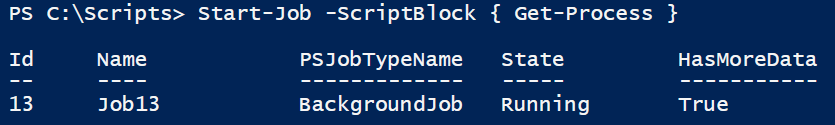 PS C:\Scripts> Start-Job -ScriptBlock { Get-Process }
Id     Name            PSJobTypeName   State         HasMoreData
--     ----            -------------   -----         -----------
13     Job13           BackgroundJob   Running       True